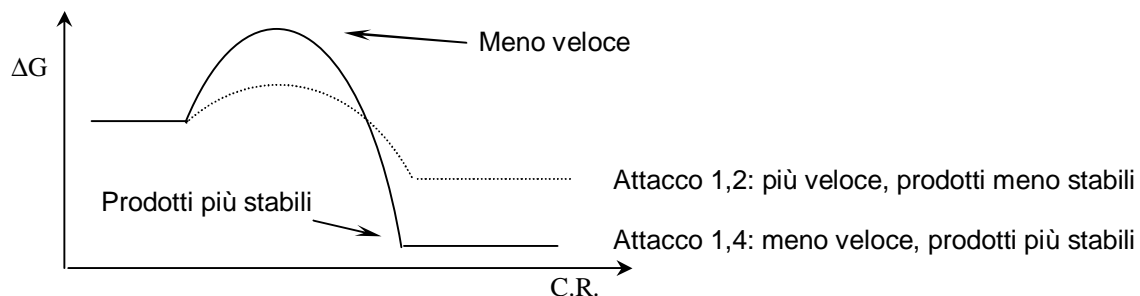 Meno veloce
ΔG
Attacco 1,2: più veloce, prodotti meno stabili
Prodotti più stabili
Attacco 1,4: meno veloce, prodotti più stabili
C.R.